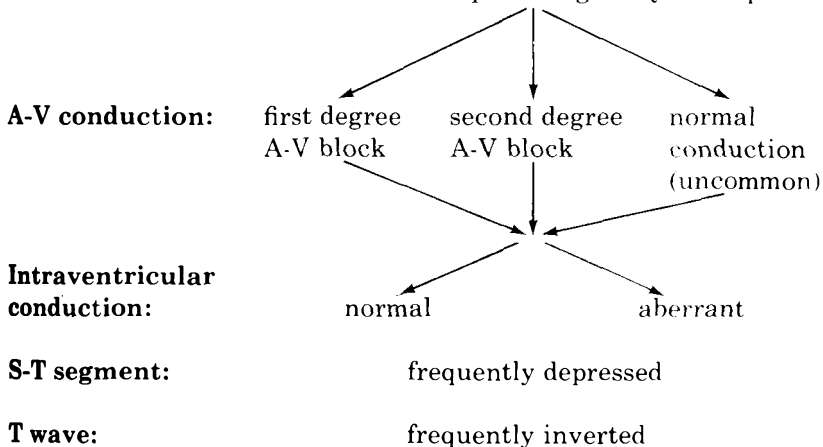 A-V conduction: first degree second degree normal
A-V block A-V block conduction
(uncommon)
Intraventricular
conduction: normal aberrant
S-T segment: frequently depressed
T wave: frequently inverted